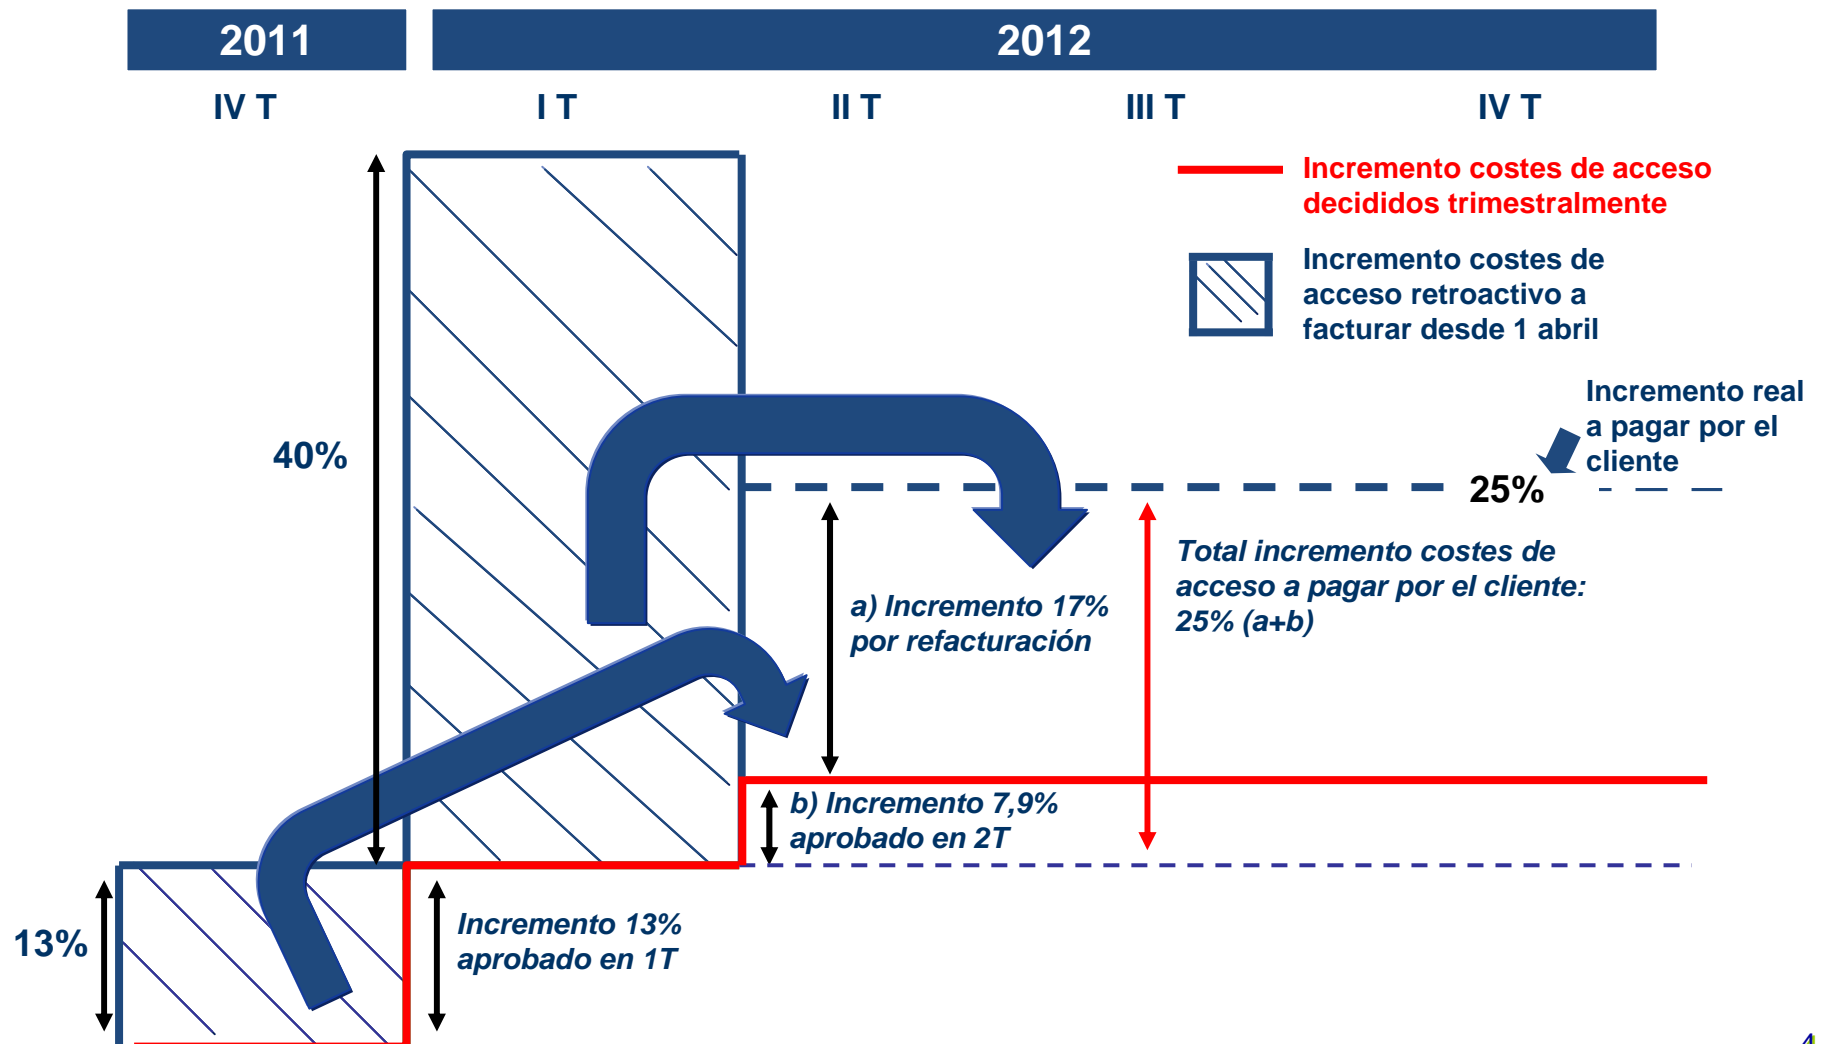 2011
2012
IV T
I T
II T
III T
IV T
Incremento costes de acceso
decididos trimestralmente
Incremento costes de
acceso retroactivo a
facturar desde 1 abril
Incremento real
a pagar por el
cliente
40%
25%
Total incremento costes de
acceso a pagar por el cliente:
25% (a+b)
a) Incremento 17%
por refacturación
b) Incremento 7,9%
aprobado en 2T
13%
Incremento 13%
aprobado en 1T
4